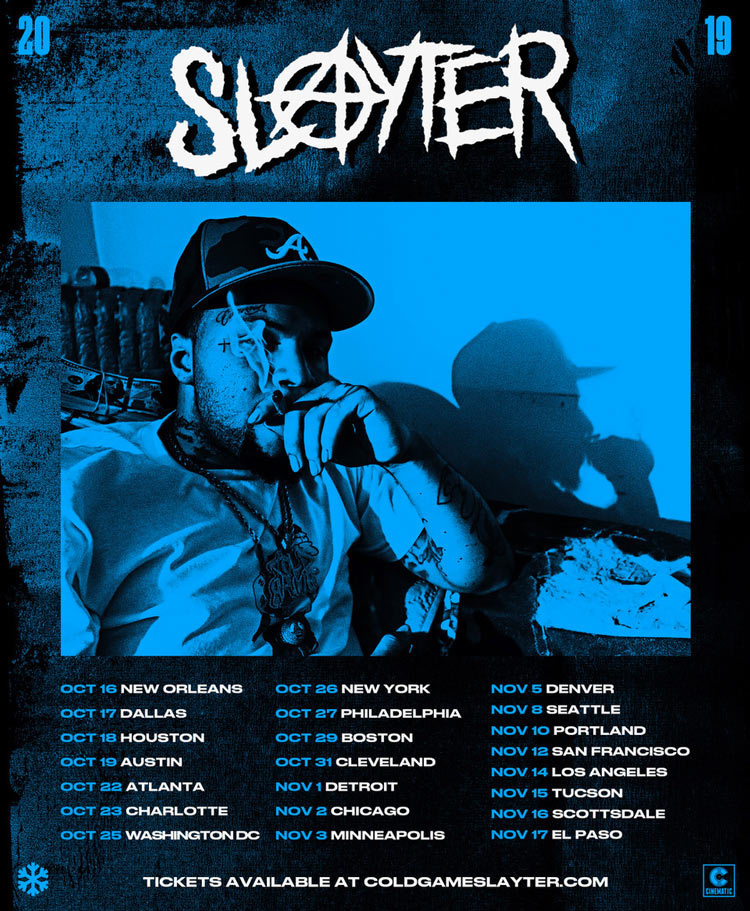 20
19
SLAYTER
A
OCT 16 NEW ORLEANS
OCT 17 DALLAS
OCT 18 HOUSTON
OCT 19 AUSTIN
OCT 22 ATLANTA
OCT 23 CHARLOTTE
OCT 25 WASHINGTON DC
OCT 26 NEW YORK
OCT 27 PHILADELPHIA
OCT 29 BOSTON
OCT 31 CLEVELAND
NOV 1 DETROIT
NOV 2 CHICAGO
NOV 3 MINNEAPOLIS
NOV 5 DENVER
NOV 8 SEATTLE
NOV 10 PORTLAND
NOV 12 SAN FRANCISCO
NOV 14 LOS ANGELES
NOV 15 TUCSON
NOV 16 SCOTTSDALE
NOV 17 EL PASO
TICKETS AVAILABLE AT COLDGAMESLAYTER.COM
C
CINEMATIC